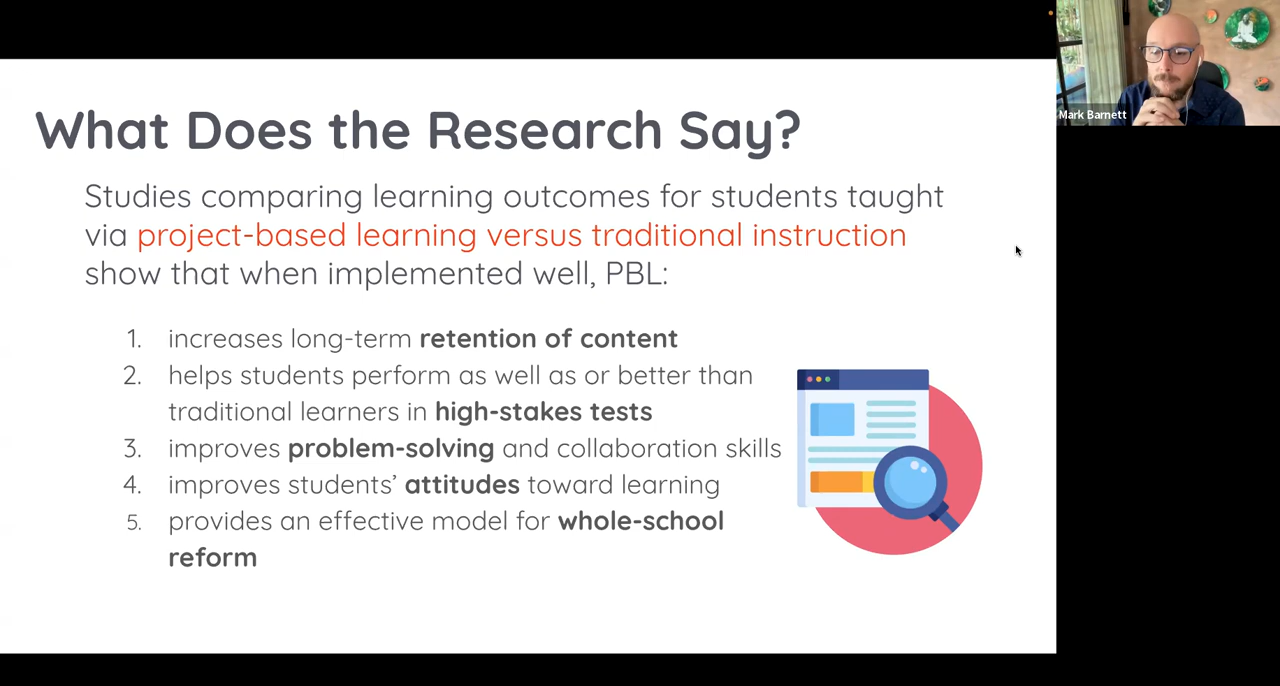 What Does the Research Say?
Studies comparing learning outcomes for students taught
via project-based learning versus traditional instruction
show that when implemented well, PBL:
1. increases long-term retention of content
2. helps students perform as well as or better than
traditional learners in high-stakes tests
3. improves problem-solving and collaboration skills
4. improves students’ attitudes toward learning
5. provides an effective model for whole-school
reform
Mark Barnett